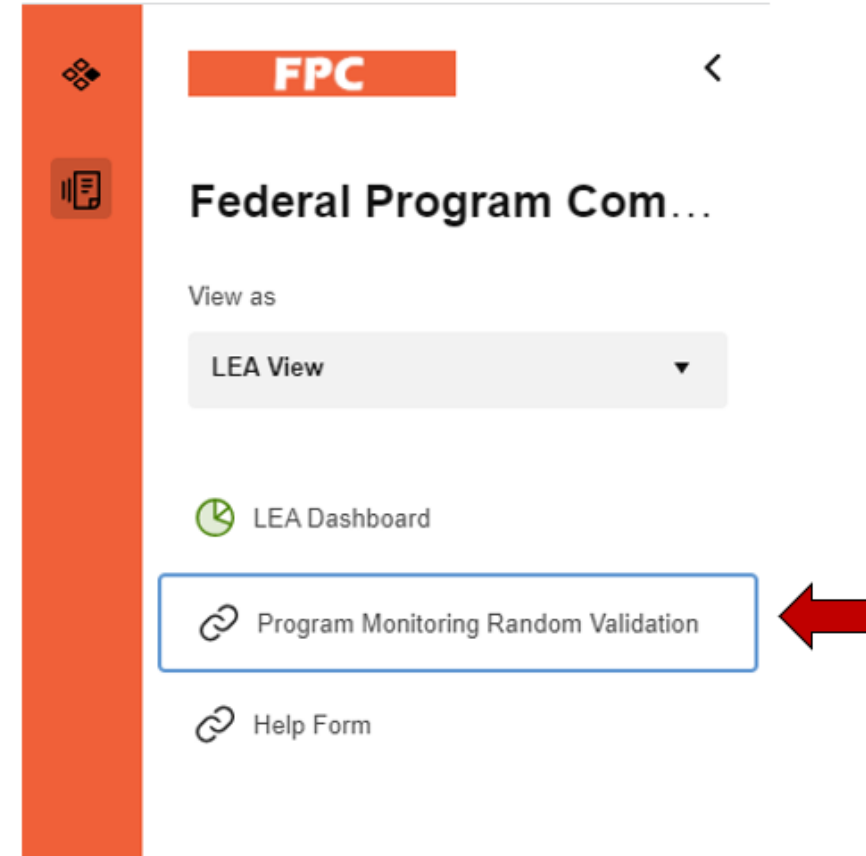 FPC
Federal Program Com...
View as
LEA View
LEA Dashboard
Program Monitoring Random Validation
Help Form